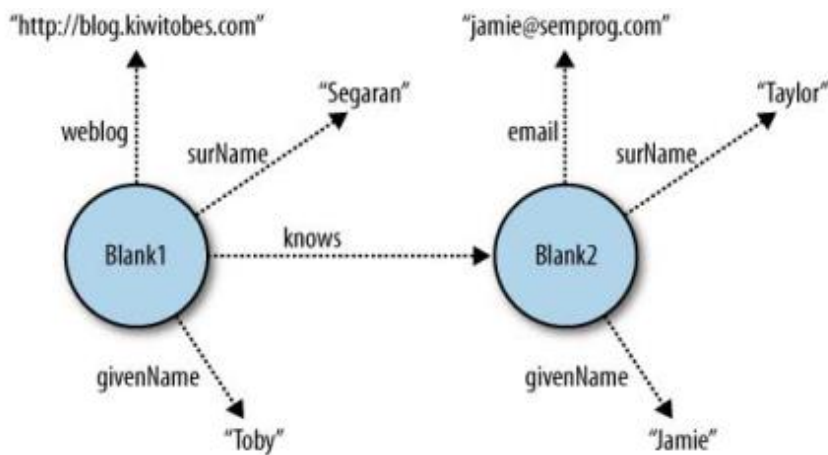 “http://blog.kiwitobes.com”
“jamie@semprog.com”
“Segaran”
“Taylor”
weblog
surName
email
surName
Blank1
knows
Blank2
givenName
givenName
“Toby”
“Jamie”